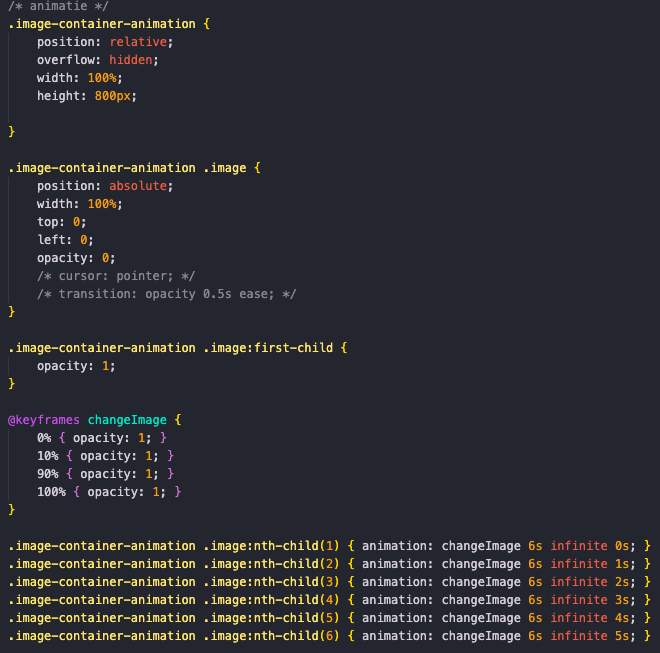 /* animatie */
.image-container-animation {
position: relative;
overflow: hidden;
width: 100%;
height: 800px;
}
.image-container-animation .image {
position: absolute;
width: 100%;
top: 0;
left: 0;
opacity: 0;
/* cursor: pointer; */
/* transition: opacity 0.5s ease; */
}
.image-container-animation .image:first-child {
opacity: 1;
}
@keyframes changeImage {
0% { opacity: 1; }
10% { opacity: 1; }
90% { opacity: 1; }
100% { opacity: 1; }
}
.image-container-animation .image:nth-child(1) { animation: changeImage 6s infinite 0s; }
.image-container-animation .image:nth-child(2) { animation: changeImage 6s infinite 1s; }
.image-container-animation .image:nth-child(3) { animation: changeImage 6s infinite 2s; }
.image-container-animation .image:nth-child(4) { animation: changeImage 6s infinite 3s; }
.image-container-animation .image:nth-child(5) { animation: changeImage 6s infinite 4s; }
.image-container-animation .image:nth-child(6) { animation: changeImage 6s infinite 5s; }